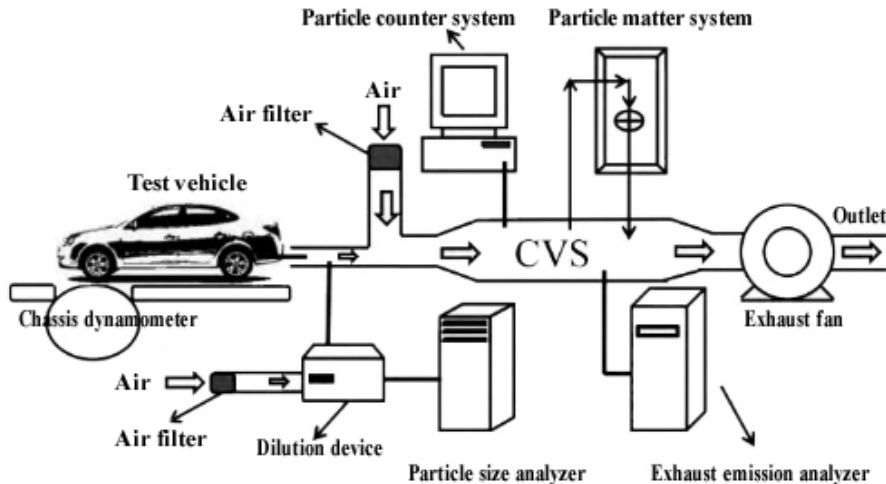 Particle counter system
Particle matter system
Air
Air filter
Test vehicle
Outlet
CVS
Chassis dynamometer
Exhaust fan
Air
Air filter
Dilution device
Particle size analyzer
Exhaust emission analyzer